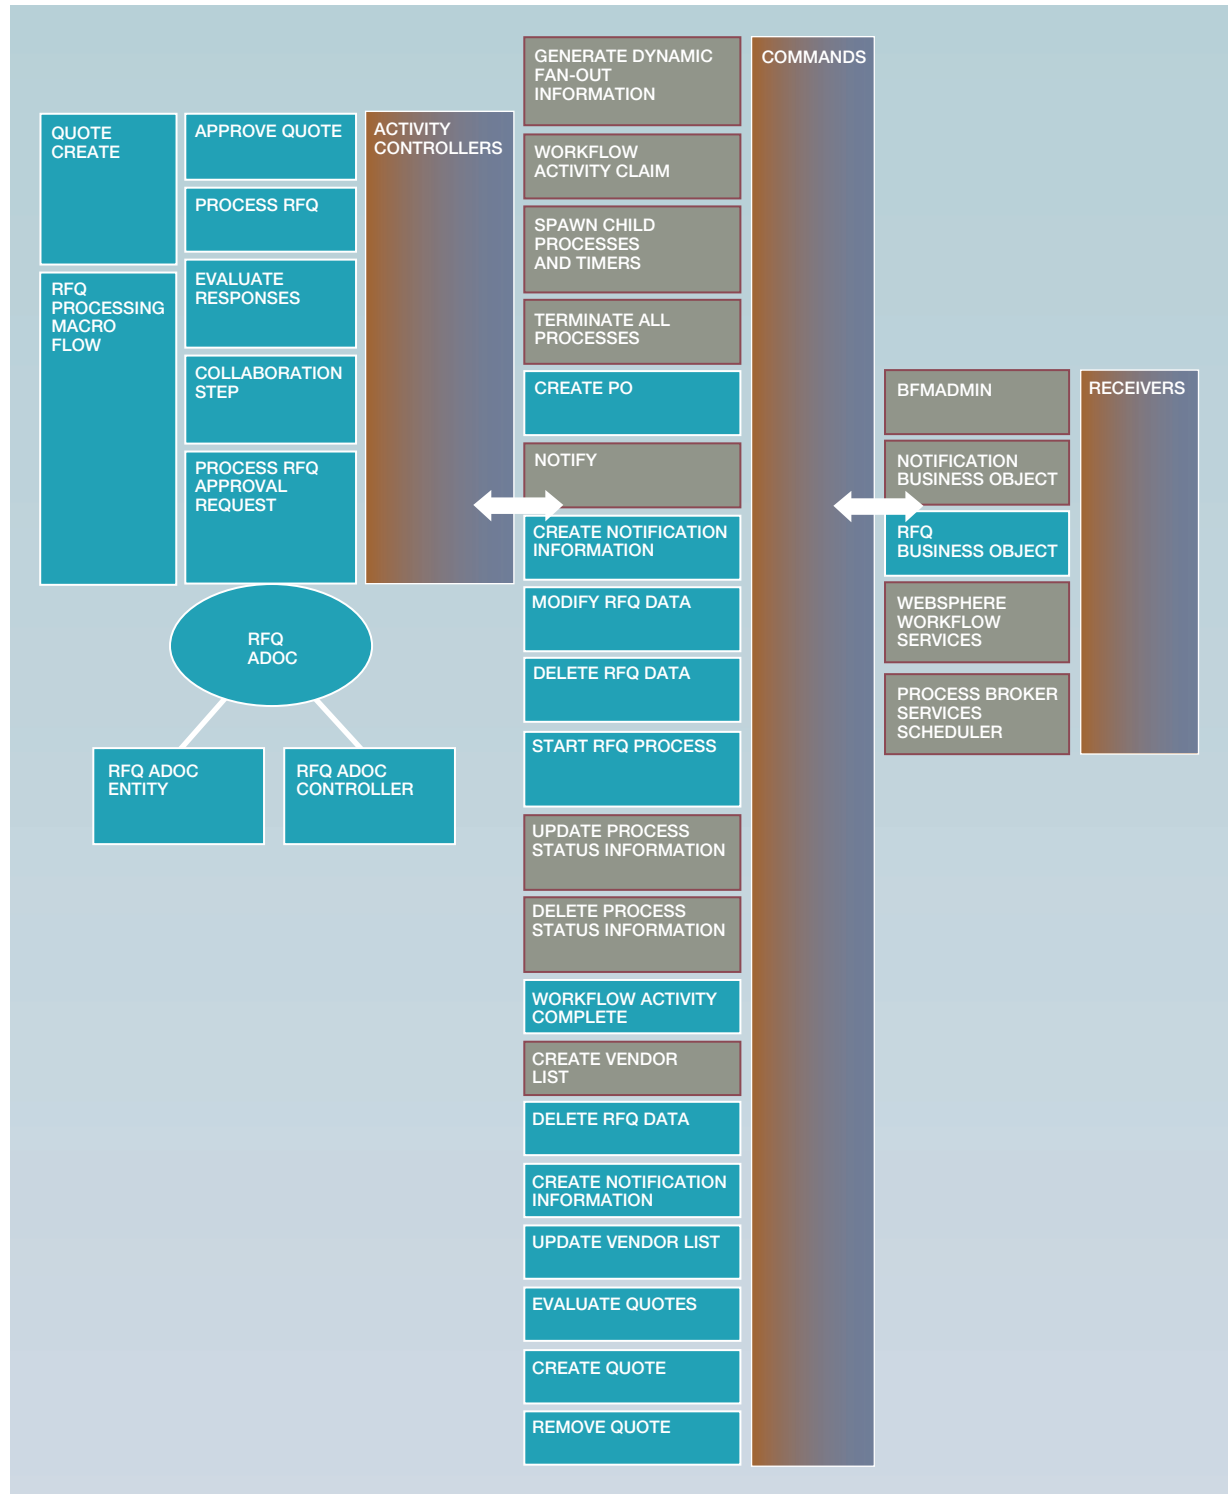 QUOTE
CREATE
RFQ
PROCESSING
MACRO
FLOW
APPROVE QUOTE
PROCESS RFQ
EVALUATE
RESPONSES
COLLABORATION
STEP
PROCESS RFQ
APPROVAL
REQUEST
ACTIVITY
CONTROLLERS
RFQ
ADOC
RFQ ADOC
ENTITY
RFQ ADOC
CONTROLLER
GENERATE DYNAMIC
FAN-OUT
INFORMATION
WORKFLOW
ACTIVITY CLAIM
SPAWN CHILD
PROCESSES
AND TIMERS
TERMINATE ALL
PROCESSES
CREATE PO
NOTIFY
CREATE NOTIFICATION
INFORMATION
MODIFY RFQ DATA
DELETE RFQ DATA
START RFQ PROCESS
UPDATE PROCESS
STATUS INFORMATION
DELETE PROCESS
STATUS INFORMATION
WORKFLOW ACTIVITY
COMPLETE
CREATE VENDOR
LIST
DELETE RFQ DATA
CREATE NOTIFICATION
INFORMATION
UPDATE VENDOR LIST
EVALUATE QUOTES
CREATE QUOTE
REMOVE QUOTE
COMMANDS
BFMADMIN
NOTIFICATION
BUSINESS OBJECT
RFQ
BUSINESS OBJECT
WEBSPHERE
WORKFLOW
SERVICES
PROCESS BROKER
SERVICES
SCHEDULER
RECEIVERS